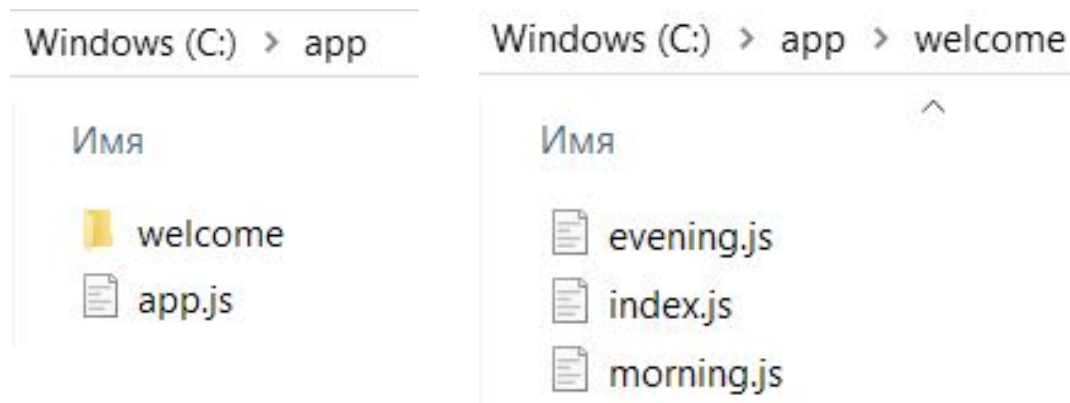 Windows (C:) > app
Имя
welcome
app.js
Windows (C:) > app > welcome
Имя
evening.js
index.js
morning.js